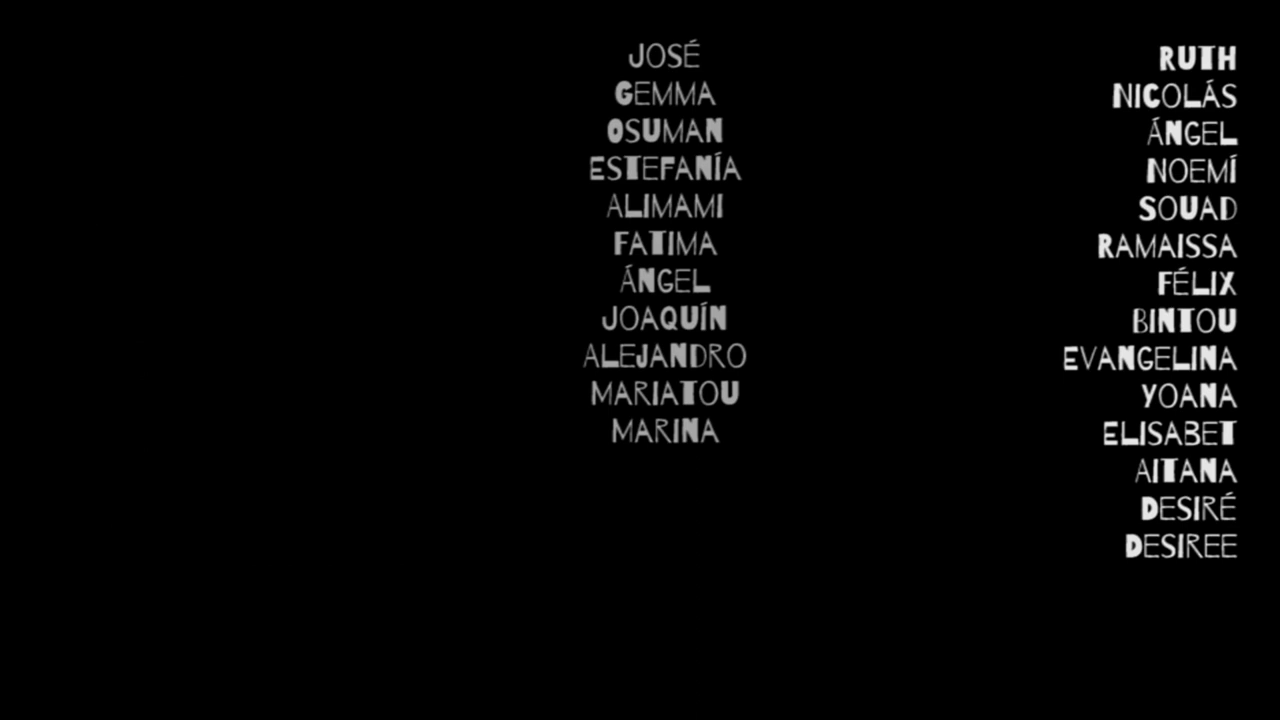 JOSÉ
GEMMA
OSUMAN
ESTEFANÍA
ALIMAMI
FATIMA
ÁNGEL
JOAQUÍN
ALEJANDRO
MARIATOU
MARINA
RUTH
NICOLÁS
ÁNGEL
NOEMÍ
SOUAD
RAMAISSA
FÉLIX
BINTOU
EVANGELINA
YOANA
ELISABET
AITANA
DESIRÉ
DESIREE